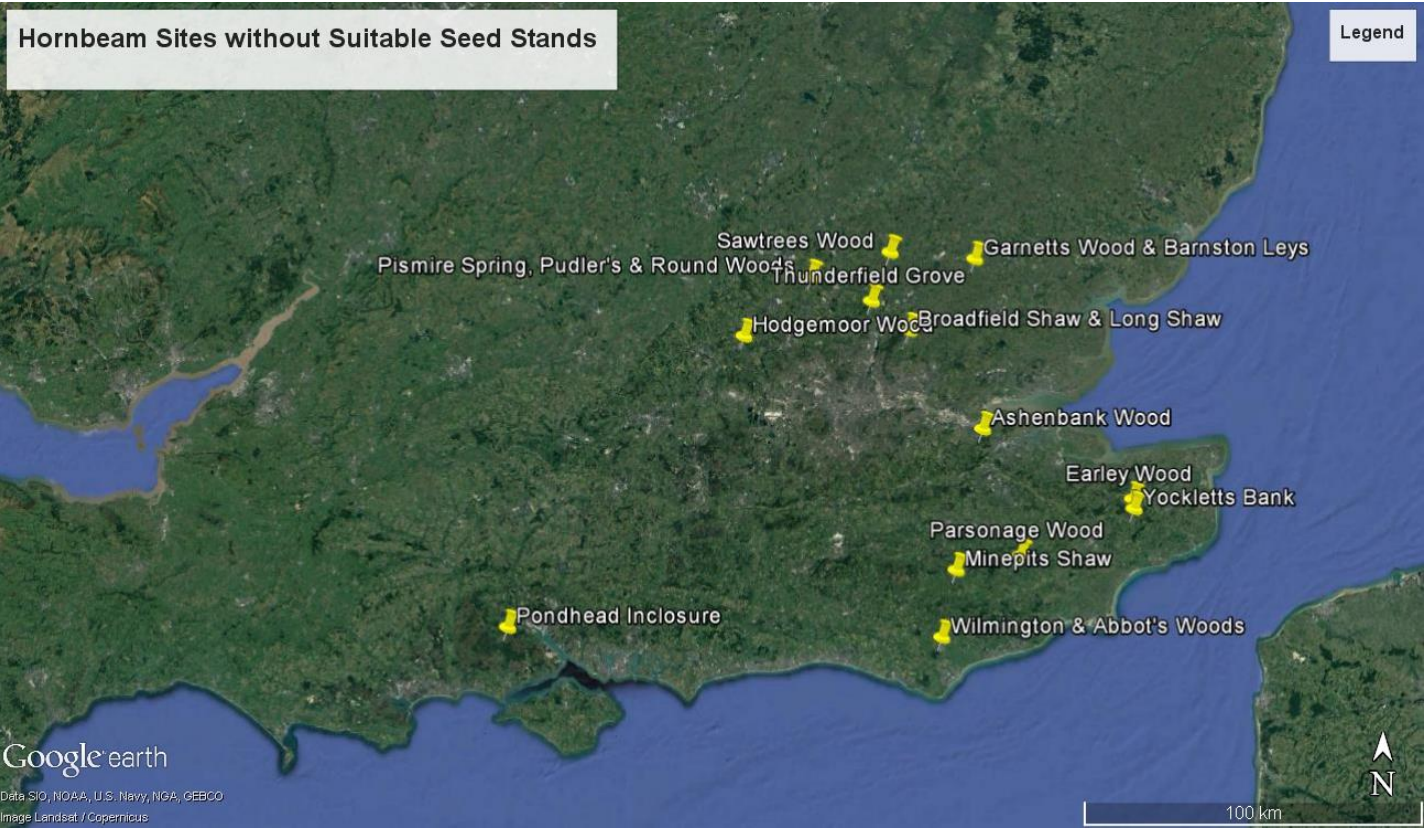 Hornbeam Sites without Suitable Seed Stands
Legend
Sawtrees Wood
Garnetts Wood & Barnston Leys
Pismire Spring, Pudler's & Round Woods
Thunderfield Grove
Hodgemoor Wood
Broadfield Shaw & Long Shaw
Ashenbank Wood
Earley Wood
Yockletts Bank
Parsonage Wood
Minepits Shaw
Pondhead Inclosure
Wilmington & Abbot's Woods
Google earth
Data SIO, NOAA, U.S. Navy, NGA, GEBCO
Image Landsat / Copernicus
N
100 km